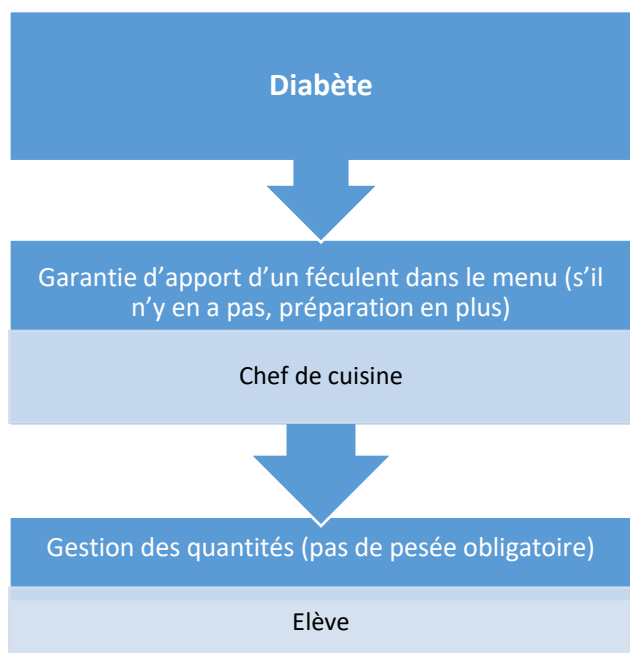 Diabète
Garantie d’apport d’un féculent dans le menu (s’il
n’y en a pas, préparation en plus)
Chef de cuisine
Gestion des quantités (pas de pesée obligatoire)
Elève